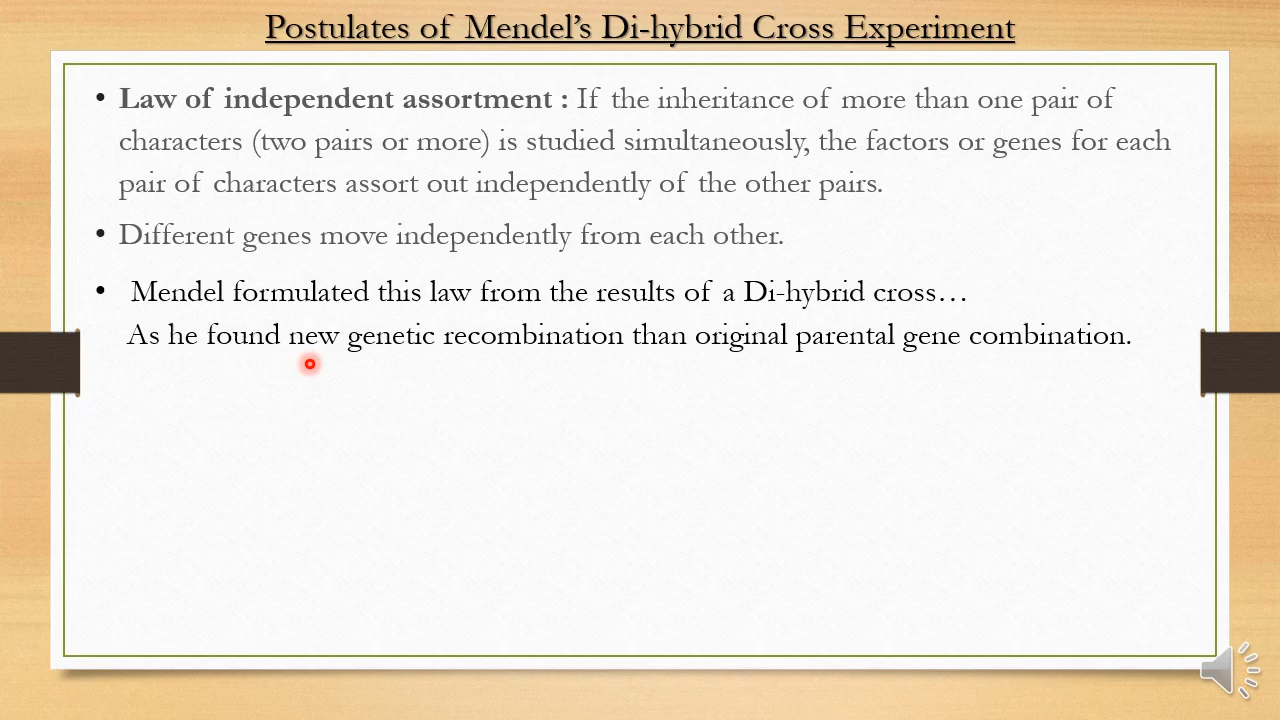 Postulates of Mendel’s Di-hybrid Cross Experiment
• Law of independent assortment : If the inheritance of more than one pair of
characters (two pairs or more) is studied simultaneously, the factors or genes for each
pair of characters assort out independently of the other pairs.
• Different genes move independently from each other.
• Mendel formulated this law from the results of a Di-hybrid cross…
As he found new genetic recombination than original parental gene combination.